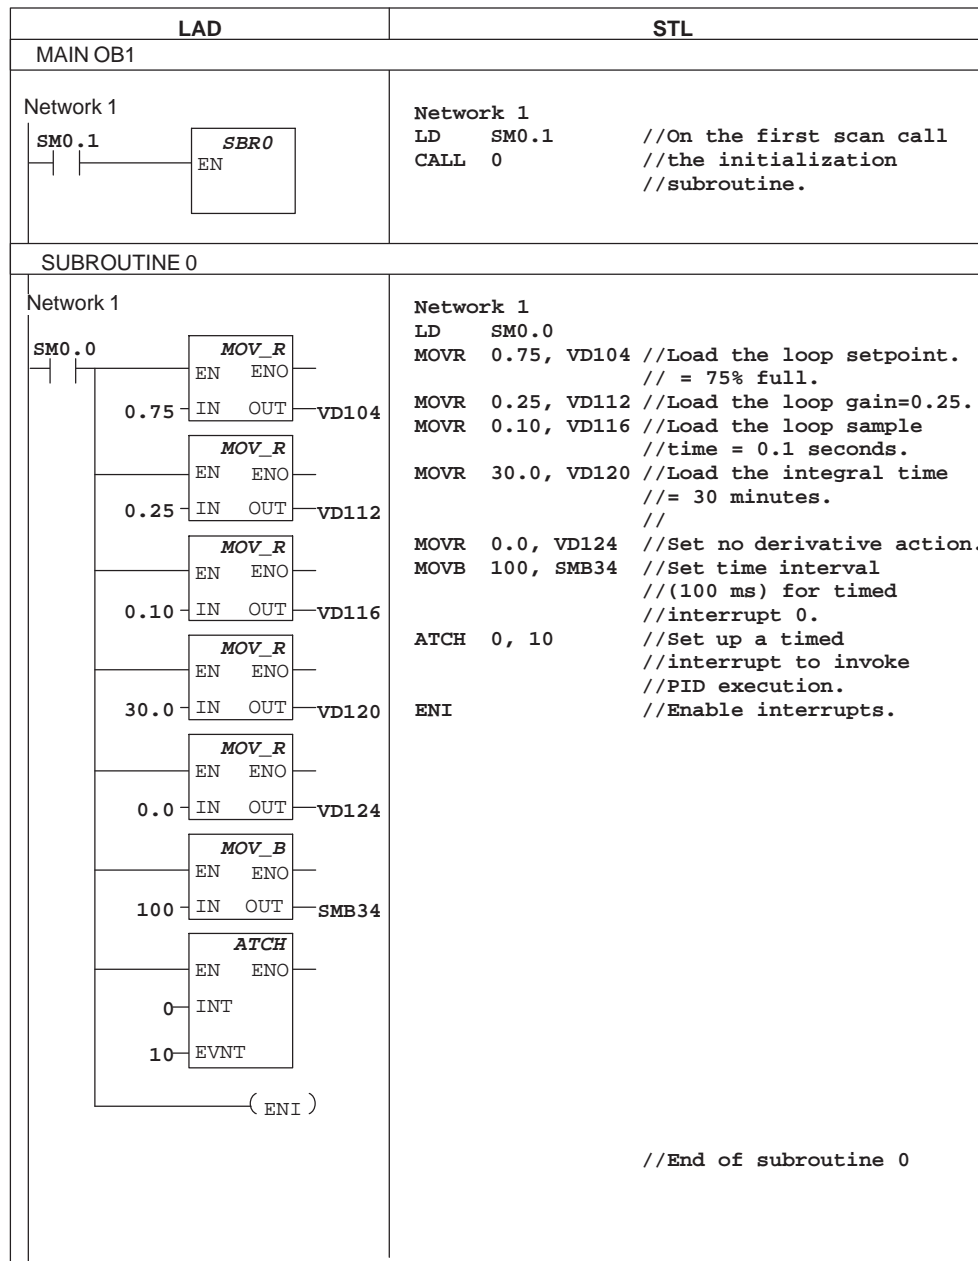 LAD STL
MAIN OB1
Network 1
SM0.1
SBR0
EN
Network 1
LD SM0.1 //On the first scan call
CALL 0 //the initialization
//subroutine.
SUBROUTINE 0
Network 1
SM0.0
MOV_R
EN ENO
0.75 IN OUT VD104
MOV_R
EN ENO
0.25 IN OUT VD112
MOV_R
EN ENO
0.10 IN OUT VD116
MOV_R
EN ENO
30.0 IN OUT VD120
MOV_R
EN ENO
0.0 IN OUT VD124
MOV_B
EN ENO
100 IN OUT SMB34
ATCH
EN ENO
0 INT
10 EVNT
( ENI )
Network 1
LD SM0.0
MOVR 0.75, VD104 //Load the loop setpoint.
// = 75% full.
MOVR 0.25, VD112 //Load the loop gain=0.25.
MOVR 0.10, VD116 //Load the loop sample
//time = 0.1 seconds.
MOVR 30.0, VD120 //Load the integral time
//= 30 minutes.
//
MOVR 0.0, VD124 //Set no derivative action.
MOVB 100, SMB34 //Set time interval
//(100 ms) for timed
//interrupt 0.
ATCH 0, 10 //Set up a timed
//interrupt to invoke
//PID execution.
ENI //Enable interrupts.
//End of subroutine 0